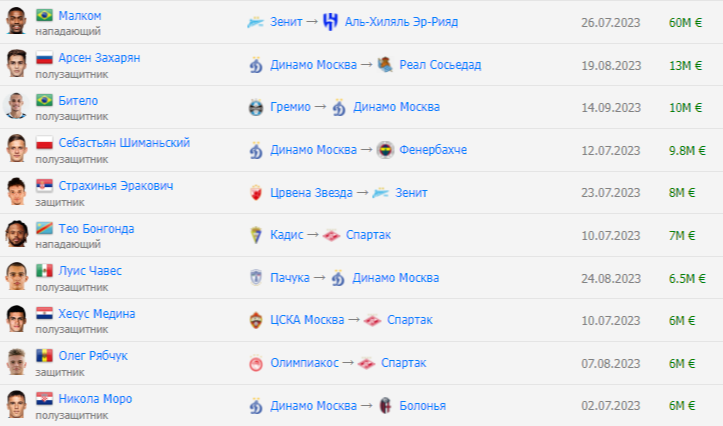 Малком
нападающий
Зенит → Аль-Хиляль Эр-Рияд
26.07.2023
60M €
Арсен Захарян
полузащитник
Динамо Москва → Реал Сосьедад
19.08.2023
13M €
Бителло
полузащитник
Гремио → Динамо Москва
14.09.2023
10M €
Себастьян Шиманьский
полузащитник
Динамо Москва → Фенербахче
12.07.2023
9.8M €
Страхинья Эракович
защитник
Црвена Звезда → Зенит
23.07.2023
8M €
Тео Бонгонда
нападающий
Кадис → Спартак
10.07.2023
7M €
Луис Чавес
полузащитник
Пачука → Динамо Москва
24.08.2023
6.5M €
Хесус Медина
полузащитник
ЦСКА Москва → Спартак
10.07.2023
6M €
Олег Рябчук
защитник
Олимпиакос → Спартак
07.08.2023
6M €
Никола Моро
полузащитник
Динамо Москва → Болонья
02.07.2023
6M €